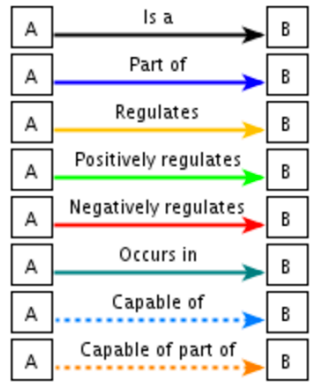 A Is a B
A Part of B
A Regulates B
A Positively regulates B
A Negatively regulates B
A Occurs in B
A Capable of B
A Capable of part of B